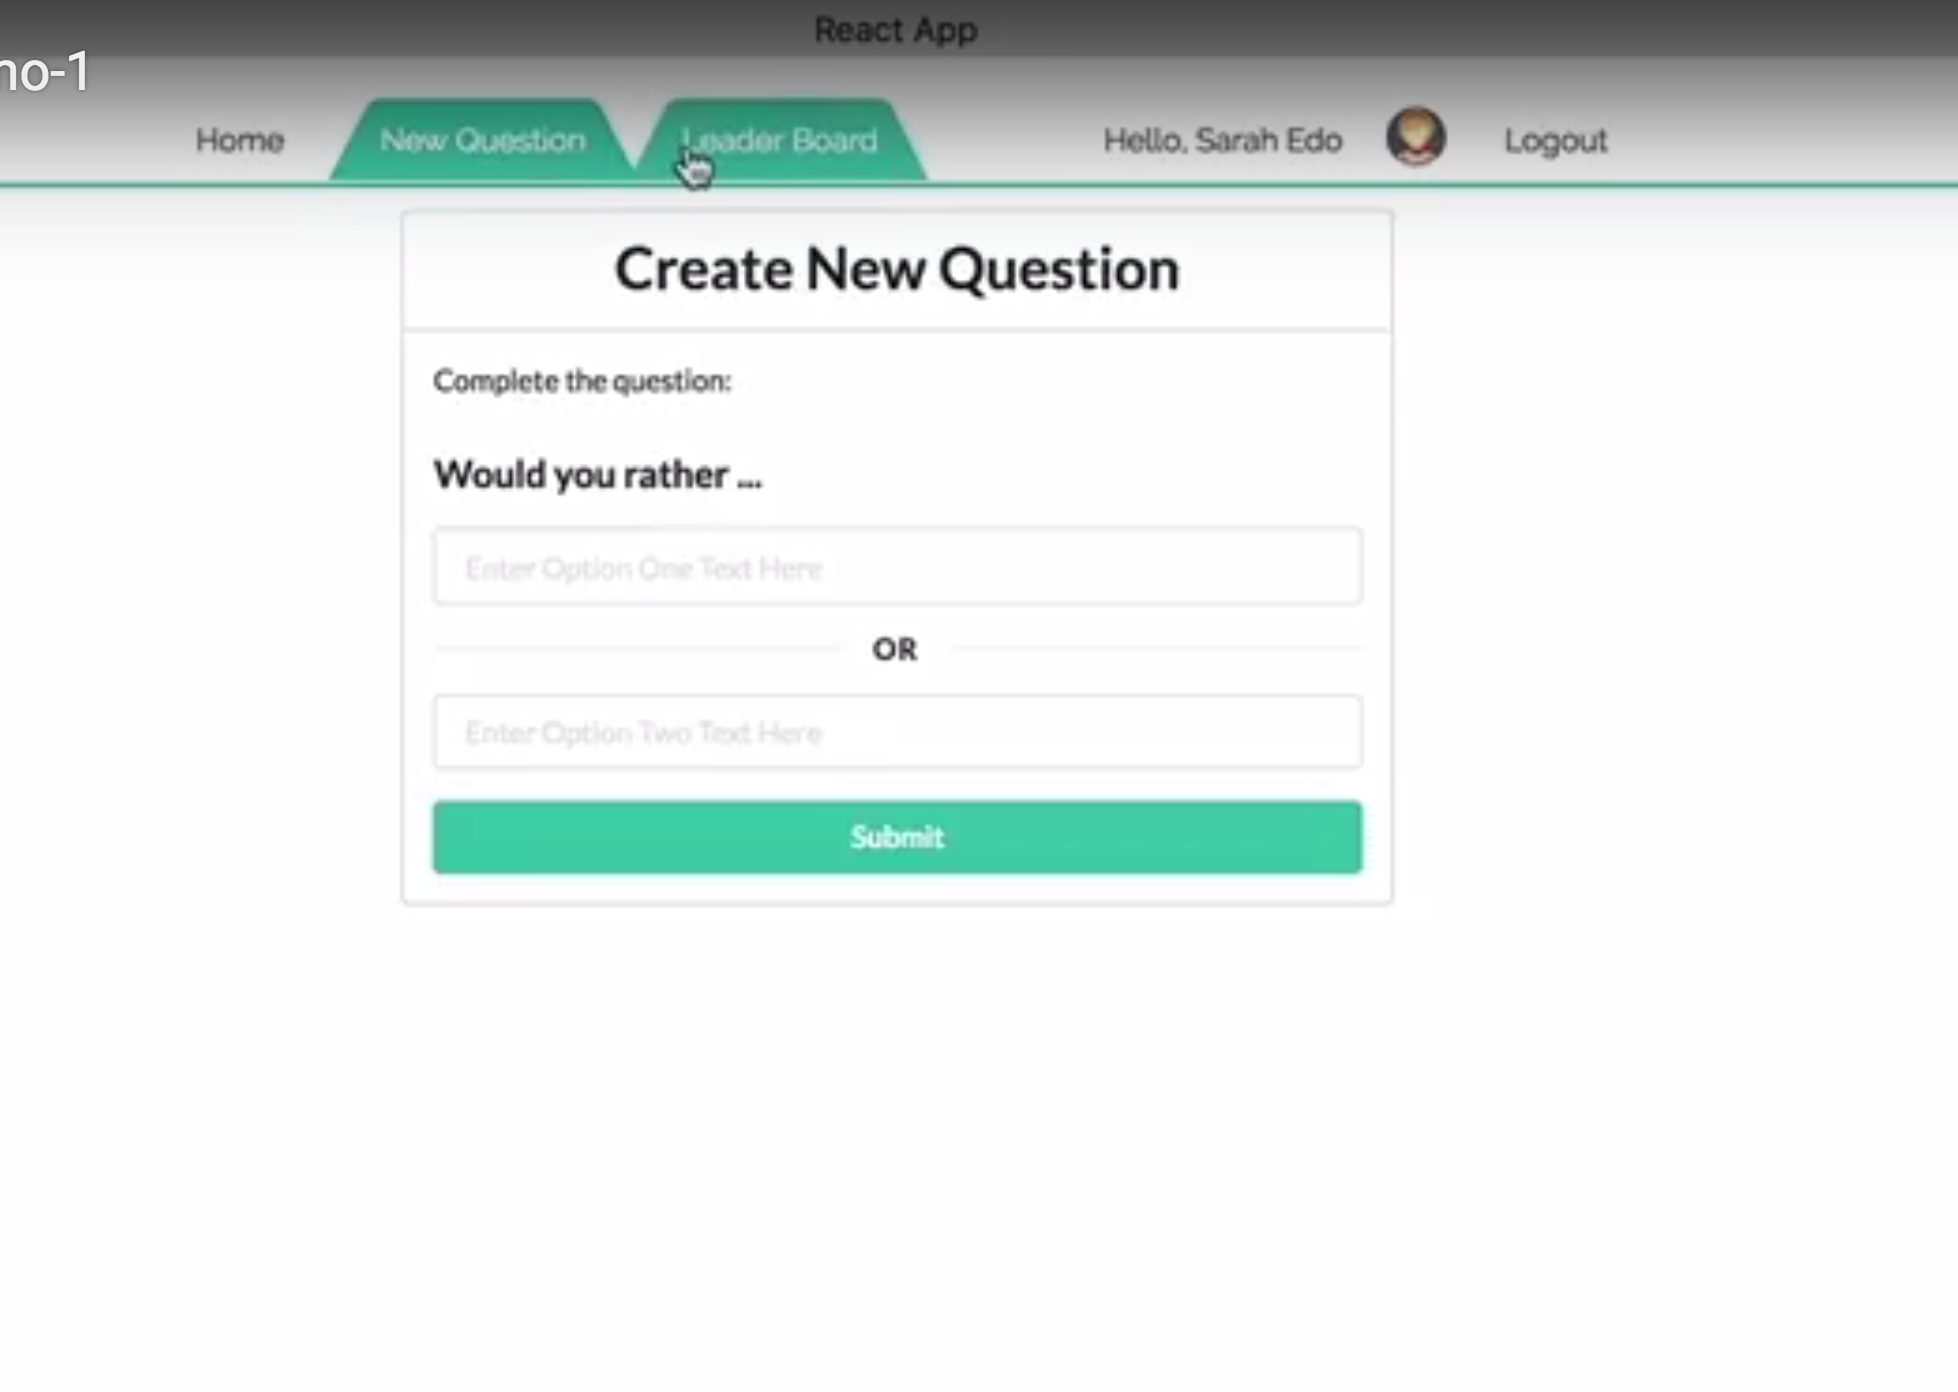 React App
no-1
Home New Question Leader Board Hello, Sarah Edo Logout
Create New Question
Complete the question:
Would you rather ...
Enter Option One Text Here
OR
Enter Option Two Text Here
Submit